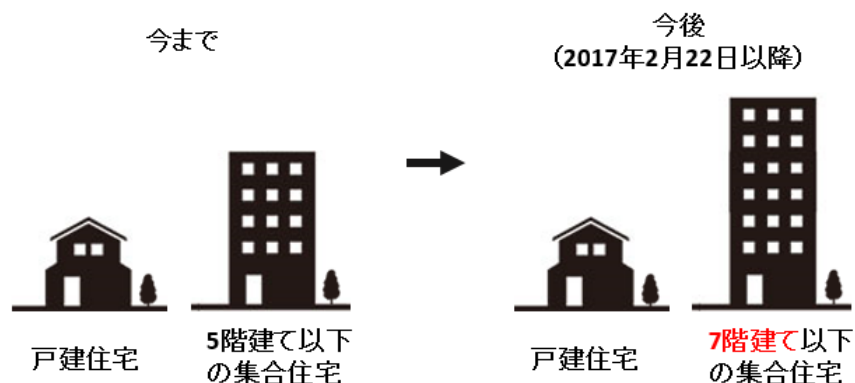 今まで
今後
（2017年2月22日以降）
戸建住宅
5階建て以下
の集合住宅
戸建住宅
7階建て以下
の集合住宅